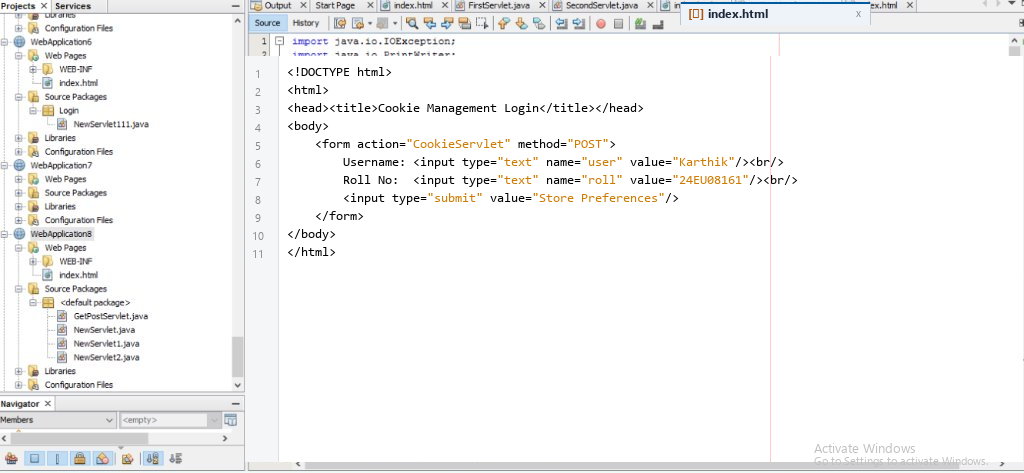 Projects × Services
Libraries
Configuration Files
WebApplication6
Web Pages
WEB-INF
index.html
Source Packages
Login
NewServlet111.java
Libraries
Configuration Files
WebApplication7
Web Pages
Source Packages
Libraries
Configuration Files
WebApplication8
Web Pages
WEB-INF
index.html
Source Packages
<default package>
GetPostServlet.java
NewServlet.java
NewServlet1.java
NewServlet2.java
Libraries
Configuration Files
Navigator ×
Members <empty>
Output × Start Page × index.html × FirstServlet.java × SecondServlet.java ×
[] index.html x
Source History
1 import java.io.IOException;
2 import java.io.PrintWriter;
1 <!DOCTYPE html>
2 <html>
3 <head><title>Cookie Management Login</title></head>
4 <body>
5 <form action="CookieServlet" method="POST">
6 Username: <input type="text" name="user" value="Karthik"/><br/>
7 Roll No: <input type="text" name="roll" value="24EU08161"/><br/>
8 <input type="submit" value="Store Preferences"/>
9 </form>
10 </body>
11 </html>
Activate Windows
Go to Settings to activate Windows.